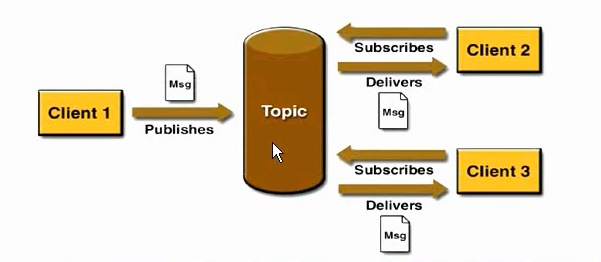 Client 1
Msg
Publishes
Topic
Subscribes
Client 2
Delivers
Msg
Subscribes
Client 3
Delivers
Msg